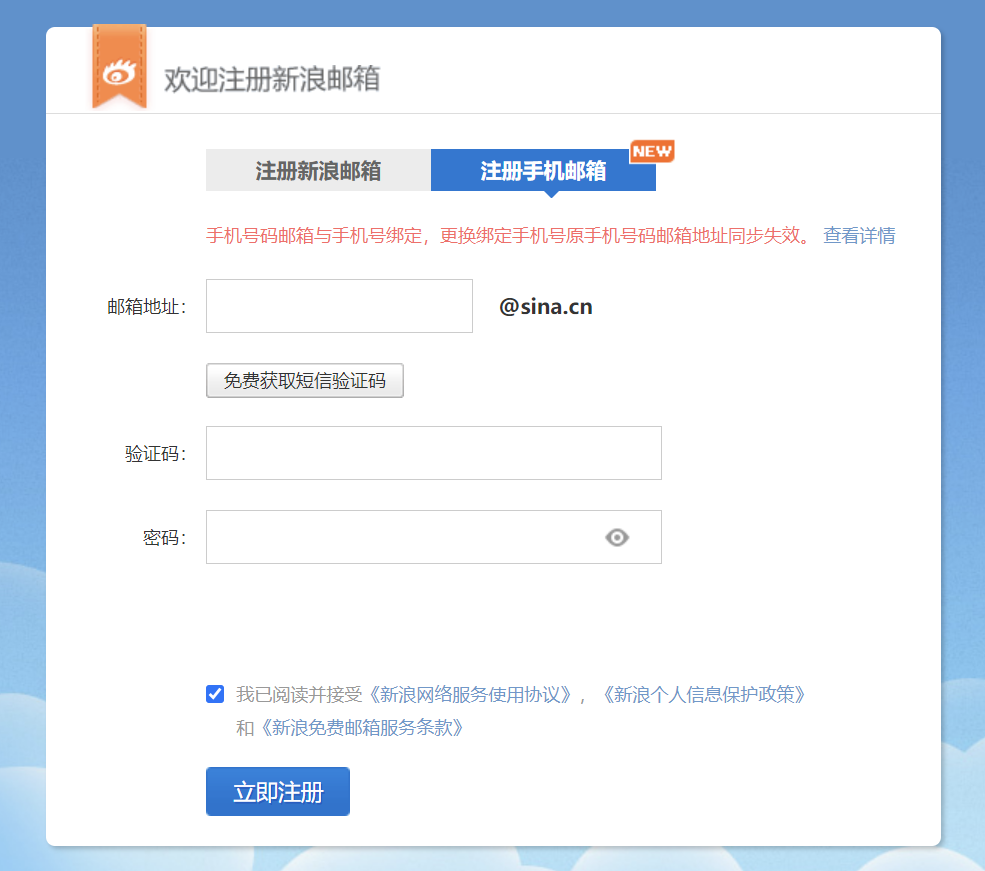 欢迎注册新浪邮箱
注册新浪邮箱 注册手机邮箱 NEW
手机号码邮箱与手机号绑定，更换绑定手机号原手机号码邮箱地址同步失效。 查看详情
邮箱地址： @sina.cn
免费获取短信验证码
验证码：
密码：
我已阅读并接受《新浪网络服务使用协议》，《新浪个人信息保护政策》
和《新浪免费邮箱服务条款》
立即注册